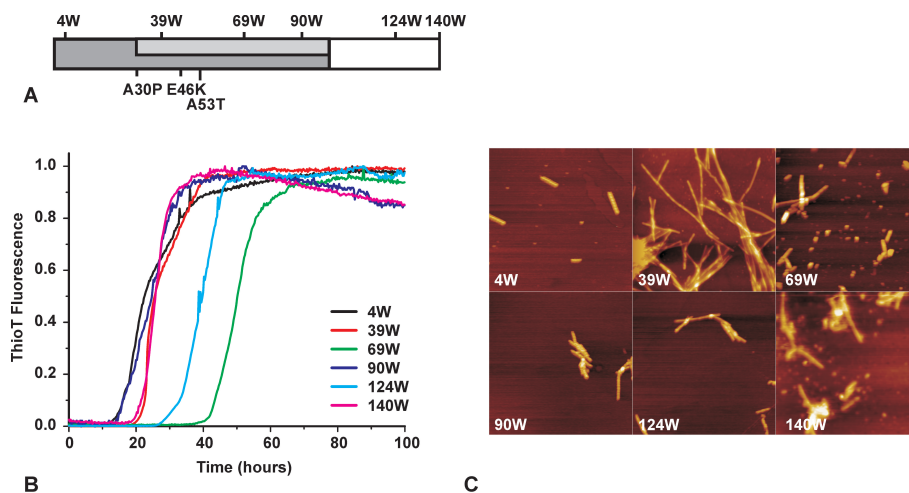 4W 39W 69W 90W 124W 140W
A30P E46K
A53T
A
1.0
0.8
0.6
0.4
0.2
0.0
ThioT Fluorescence
4W
39W
69W
90W
124W
140W
0 20 40 60 80 100
Time (hours)
B
4W 39W 69W
90W 124W 140W
C